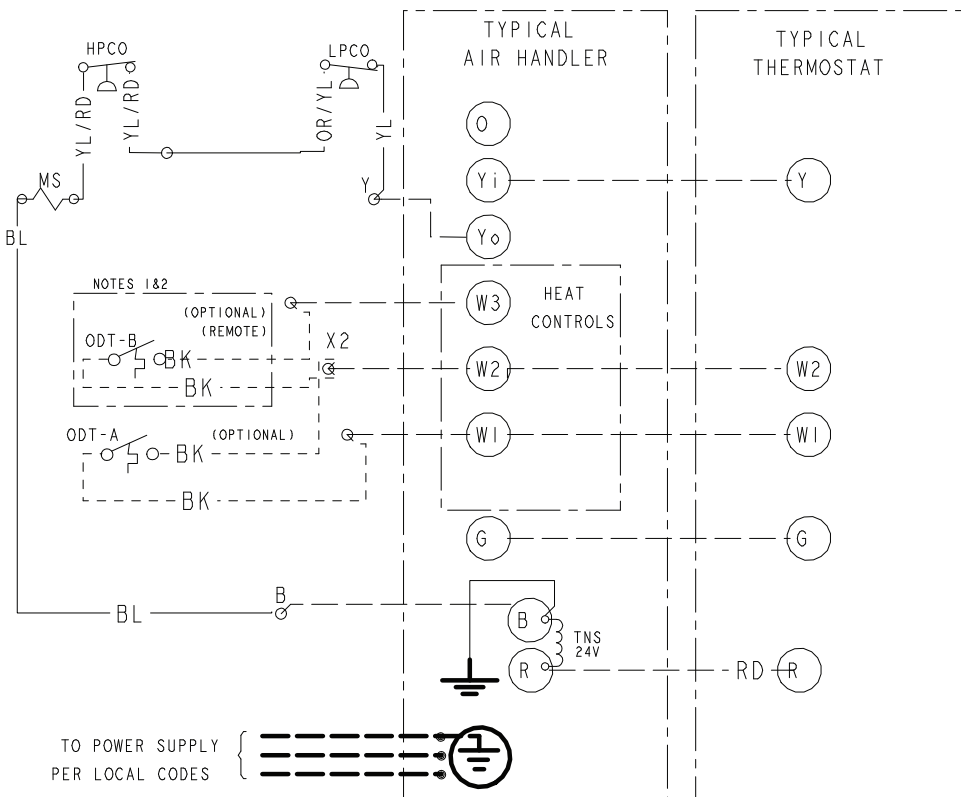 TYPICAL
AIR HANDLER
TYPICAL
THERMOSTAT
HPCO
LPCO
YL/RD
YL/RD
OR/YL
YL
MS
Y
BL
O
Yi
Y
Yo
NOTES 1&2
(OPTIONAL)
(REMOTE)
ODT-B
BK
BK
X2
W3
HEAT
CONTROLS
W2
W2
ODT-A
(OPTIONAL)
BK
BK
W1
W1
G
G
BL
B
B
TNS
24V
R
RD
R
TO POWER SUPPLY
PER LOCAL CODES